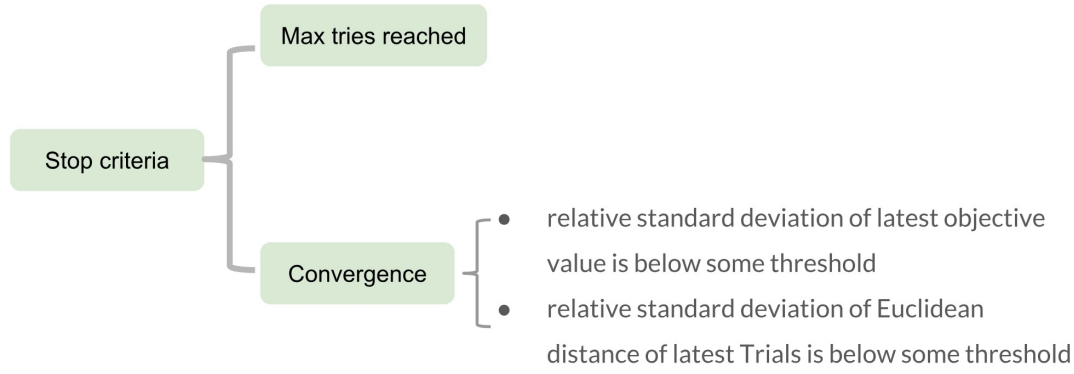 Max tries reached
Stop criteria
Convergence
● relative standard deviation of latest objective
value is below some threshold
● relative standard deviation of Euclidean
distance of latest Trials is below some threshold